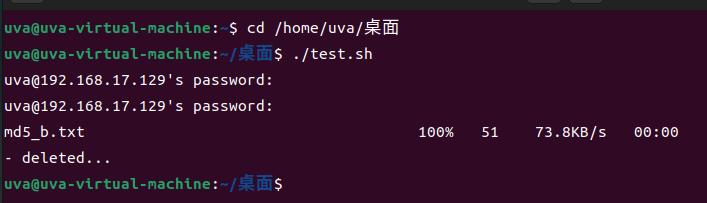 uva@uva-virtual-machine:~$ cd /home/uva/桌面
uva@uva-virtual-machine:~/桌面$ ./test.sh
uva@192.168.17.129's password:
uva@192.168.17.129's password:
md5_b.txt 100% 51 73.8KB/s 00:00
- deleted...
uva@uva-virtual-machine:~/桌面$